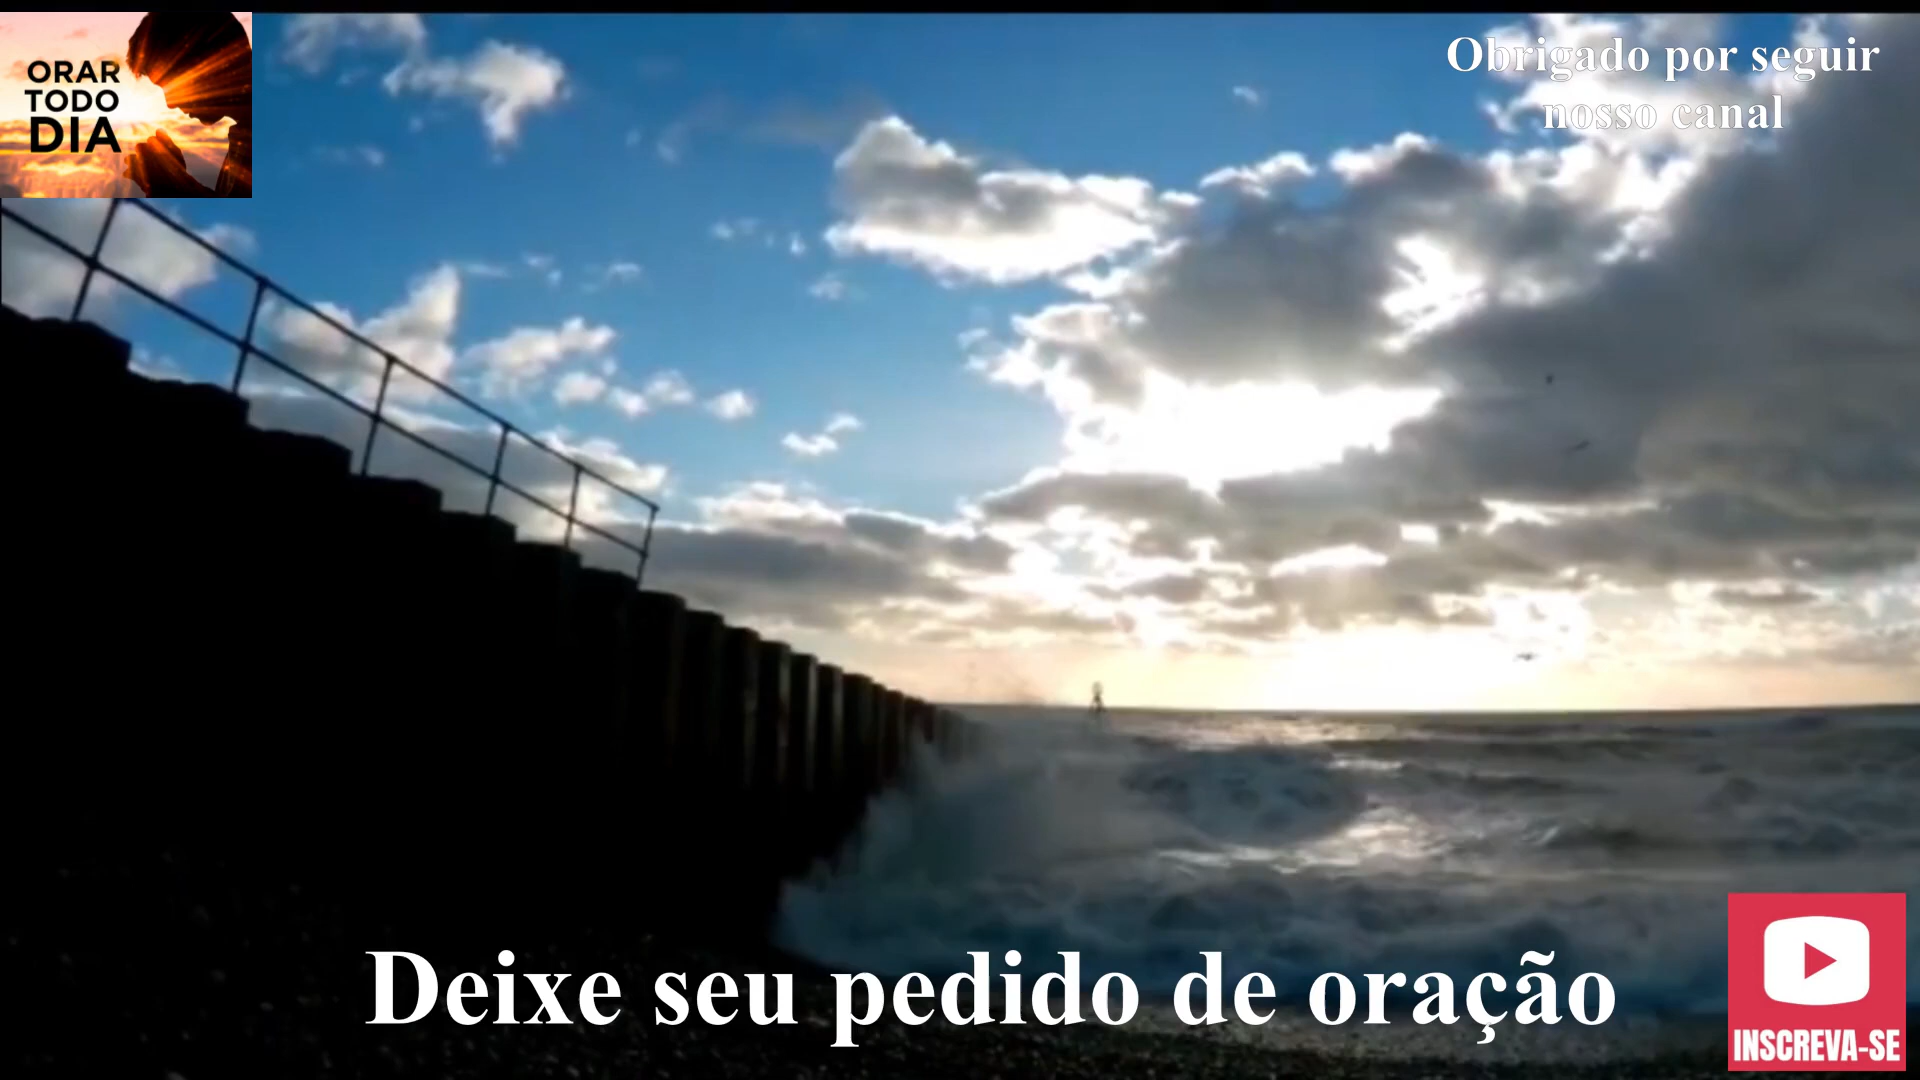 ORAR
TODO
DIA
Obrigado por seguir
nosso canal
Deixe seu pedido de oração
INSCREVA-SE